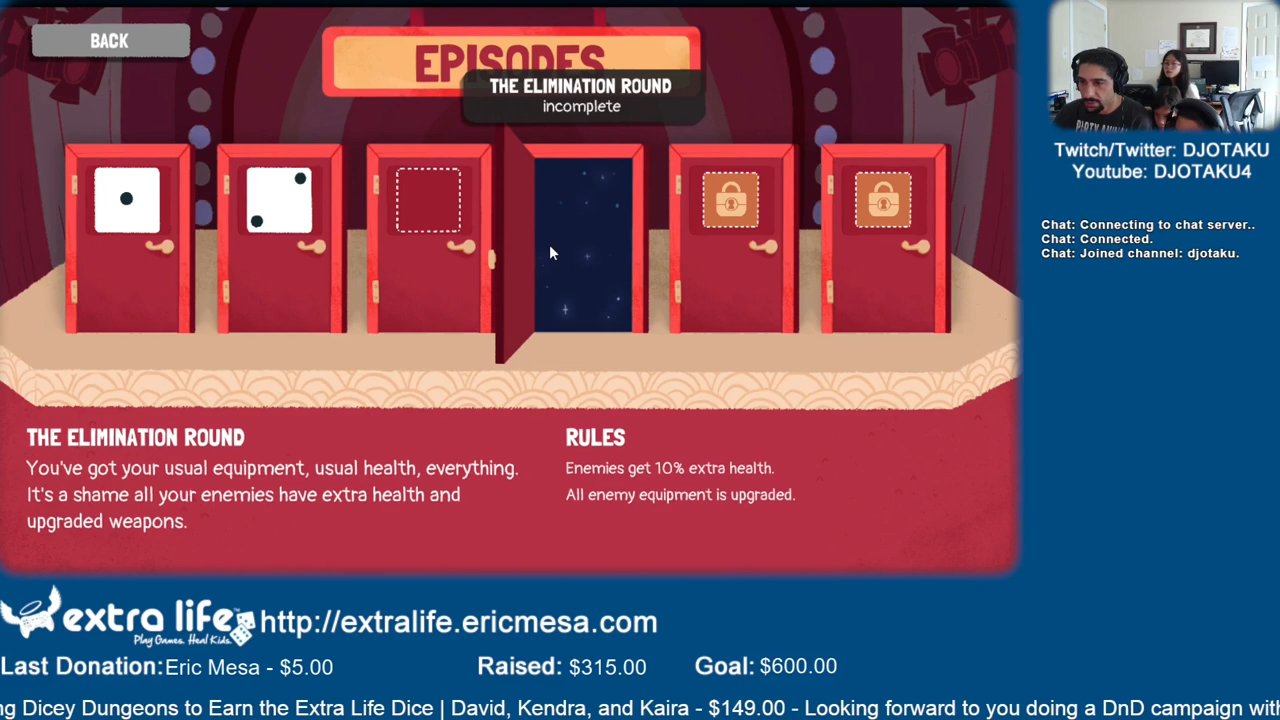 BACK
EPISODES
THE ELIMINATION ROUND
incomplete
Twitch/Twitter: DJOTAKU
Youtube: DJOTAKU4
Chat: Connecting to chat server..
Chat: Connected.
Chat: Joined channel: djotaku.
THE ELIMINATION ROUND
You've got your usual equipment, usual health, everything.
It's a shame all your enemies have extra health and
upgraded weapons.
RULES
Enemies get 10% extra health.
All enemy equipment is upgraded.
extra life
Play Games. Heal Kids.
http://extralife.ericmesa.com
Last Donation: Eric Mesa - $5.00 Raised: $315.00 Goal: $600.00
ng Dicey Dungeons to Earn the Extra Life Dice | David, Kendra, and Kaira - $149.00 - Looking forward to you doing a DnD campaign with